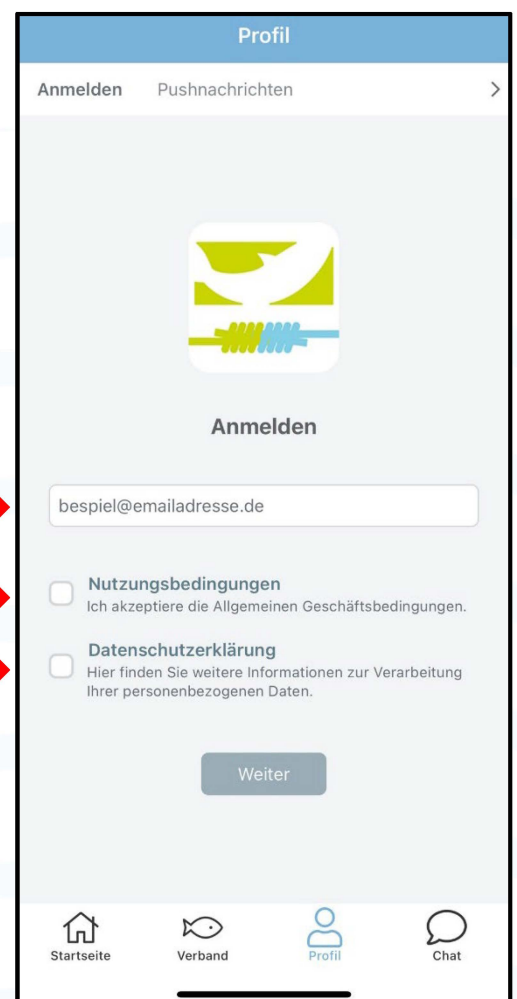 Profil
Anmelden Pushnachrichten
Anmelden
bespiel@emailadresse.de
Nutzungsbedingungen
Ich akzeptiere die Allgemeinen Geschäftsbedingungen.
Datenschutzerklärung
Hier finden Sie weitere Informationen zur Verarbeitung
Ihrer personenbezogenen Daten.
Weiter
Startseite Verband Profil Chat